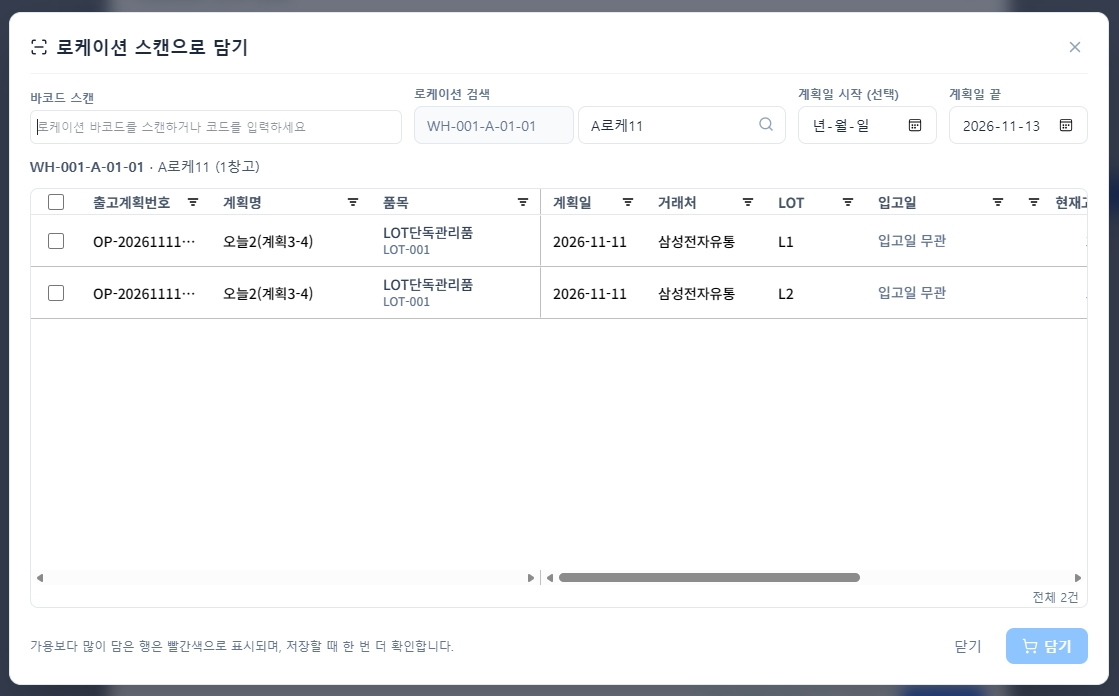 로케이션 스캔으로 담기
바코드 스캔
로케이션 검색
계획일 시작 (선택)
계획일 끝
로케이션 바코드를 스캔하거나 코드를 입력하세요
WH-001-A-01-01
A로케11
년-월-일
2026-11-13
WH-001-A-01-01 · A로케11 (1창고)
출고계획번호 계획명 품목 계획일 거래처 LOT 입고일 현재고
OP-20261111… 오늘2(계획3-4) LOT단독관리품 2026-11-11 삼성전자유통 L1 입고일 무관
LOT-001
OP-20261111… 오늘2(계획3-4) LOT단독관리품 2026-11-11 삼성전자유통 L2 입고일 무관
LOT-001
전체 2건
가용보다 많이 담은 행은 빨간색으로 표시되며, 저장할 때 한 번 더 확인합니다.
닫기
담기